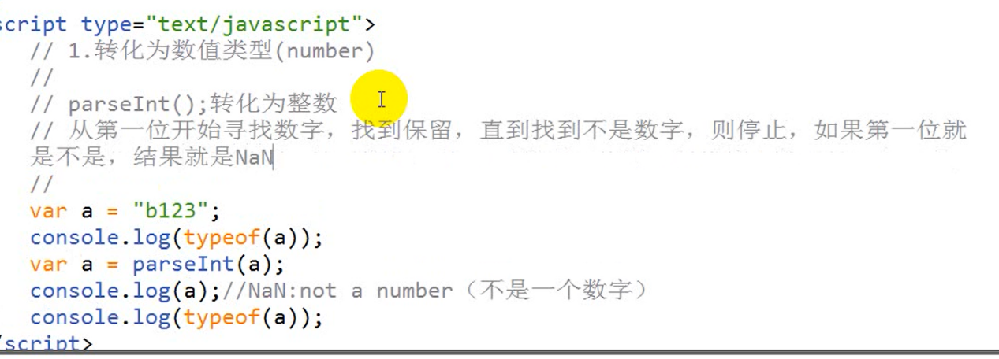 script type="text/javascript">
// 1.转化为数值类型(number)
//
// parseInt();转化为整数
// 从第一位开始寻找数字，找到保留，直到找到不是数字，则停止，如果第一位就
是不是，结果就是NaN
//
var a = "b123";
console.log(typeof(a));
var a = parseInt(a);
console.log(a);//NaN:not a number（不是一个数字）
console.log(typeof(a));
/script>